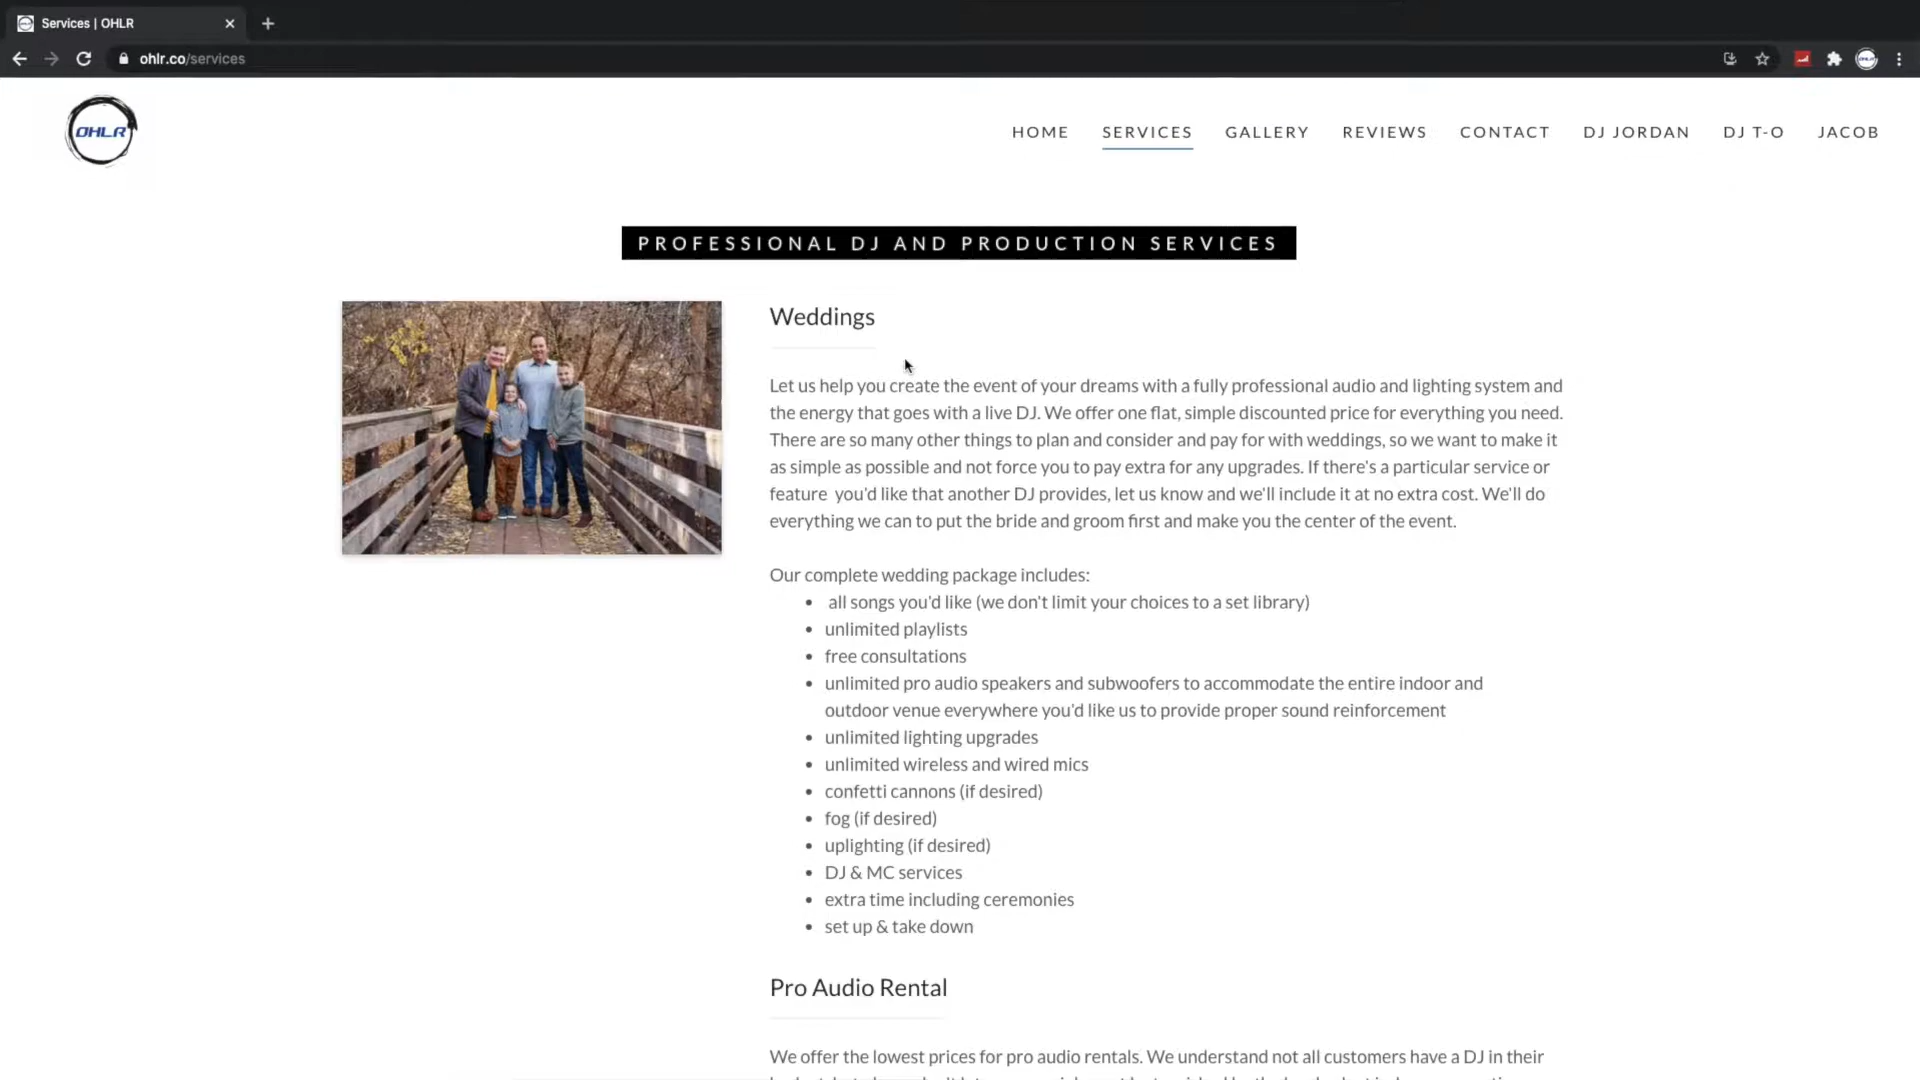 Services | OHLR
ohlr.co/services
OHLR
HOME SERVICES GALLERY REVIEWS CONTACT DJ JORDAN DJ T-O JACOB
PROFESSIONAL DJ AND PRODUCTION SERVICES
Weddings
Let us help you create the event of your dreams with a fully professional audio and lighting system and
the energy that goes with a live DJ. We offer one flat, simple discounted price for everything you need.
There are so many other things to plan and consider and pay for with weddings, so we want to make it
as simple as possible and not force you to pay extra for any upgrades. If there's a particular service or
feature  you'd like that another DJ provides, let us know and we'll include it at no extra cost. We'll do
everything we can to put the bride and groom first and make you the center of the event.
Our complete wedding package includes:
• all songs you'd like (we don't limit your choices to a set library)
• unlimited playlists
• free consultations
• unlimited pro audio speakers and subwoofers to accommodate the entire indoor and
outdoor venue everywhere you'd like us to provide proper sound reinforcement
• unlimited lighting upgrades
• unlimited wireless and wired mics
• confetti cannons (if desired)
• fog (if desired)
• uplighting (if desired)
• DJ & MC services
• extra time including ceremonies
• set up & take down
Pro Audio Rental
We offer the lowest prices for pro audio rentals. We understand not all customers have a DJ in their